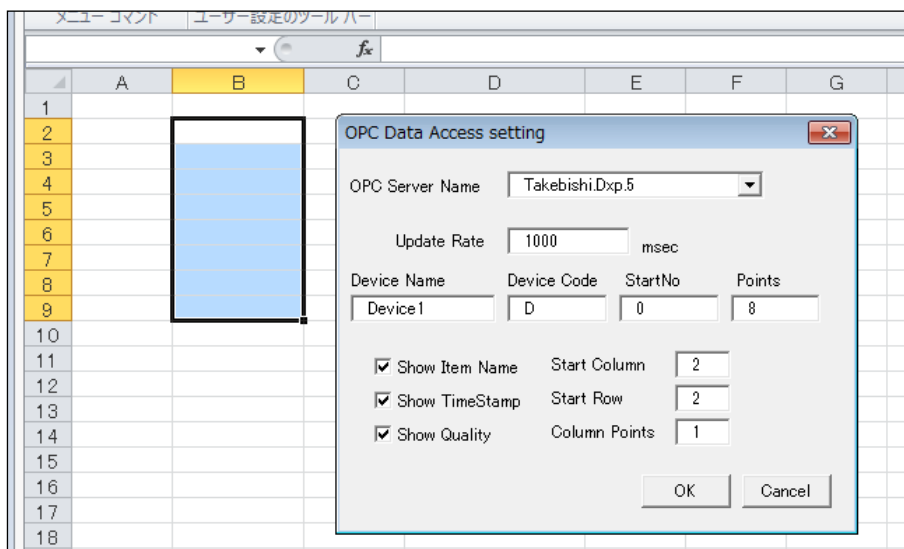 メニュー コマンド ユーザー設定のツール バー
fx
A B C D E F G
1
2
3
4
5
6
7
8
9
10
11
12
13
14
15
16
17
18
OPC Data Access setting
OPC Server Name Takebishi.Dxp.5
Update Rate 1000 msec
Device Name Device Code StartNo Points
Device1 D 0 8
Show Item Name Start Column 2
Show TimeStamp Start Row 2
Show Quality Column Points 1
OK Cancel